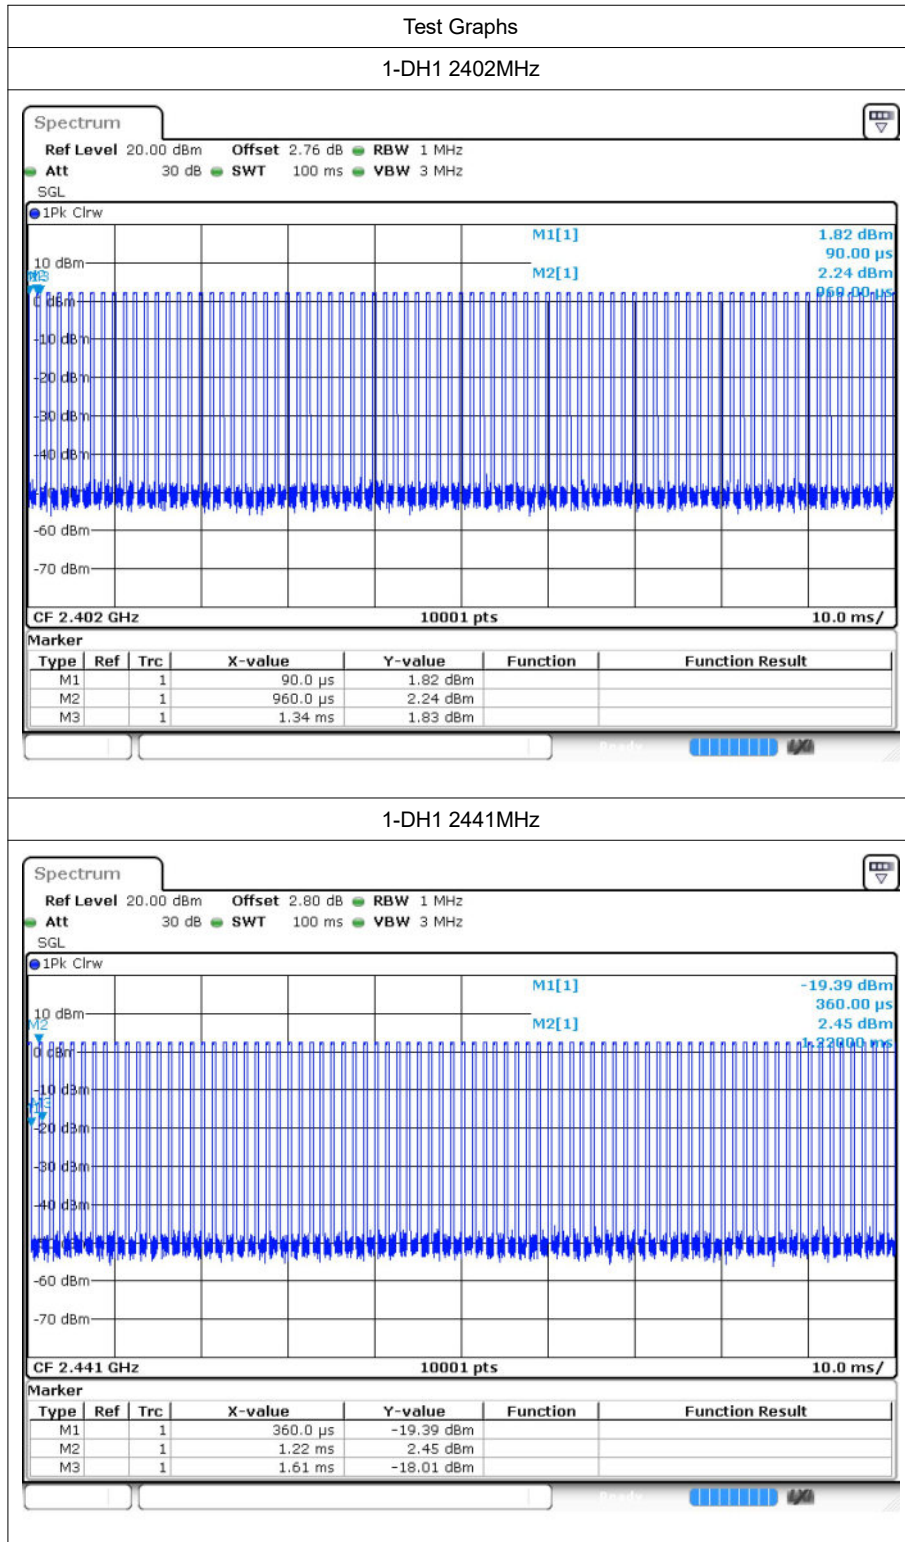 Test Graphs
1-DH1 2402MHz
Spectrum
Ref Level 20.00 dBm Offset 2.76 dB RBW 1 MHz
Att 30 dB SWT 100 ms VBW 3 MHz
SGL
1Pk Clrw
M1[1] 1.82 dBm
90.00 µs
10 dBm
M2[1] 2.24 dBm
960.00 µs
M3
0 dBm
-10 dBm
-20 dBm
-30 dBm
-40 dBm
-60 dBm
-70 dBm
CF 2.402 GHz 10001 pts 10.0 ms/
Marker
Type Ref Trc X-value Y-value Function Function Result
M1 1 90.0 µs 1.82 dBm
M2 1 960.0 µs 2.24 dBm
M3 1 1.34 ms 1.83 dBm
Ready
1-DH1 2441MHz
Spectrum
Ref Level 20.00 dBm Offset 2.80 dB RBW 1 MHz
Att 30 dB SWT 100 ms VBW 3 MHz
SGL
1Pk Clrw
M1[1] -19.39 dBm
360.00 µs
10 dBm
M2 M2[1] 2.45 dBm
1.22000 ms
0 dBm
-10 dBm
M3
-20 dBm
-30 dBm
-40 dBm
-60 dBm
-70 dBm
CF 2.441 GHz 10001 pts 10.0 ms/
Marker
Type Ref Trc X-value Y-value Function Function Result
M1 1 360.0 µs -19.39 dBm
M2 1 1.22 ms 2.45 dBm
M3 1 1.61 ms -18.01 dBm
Ready